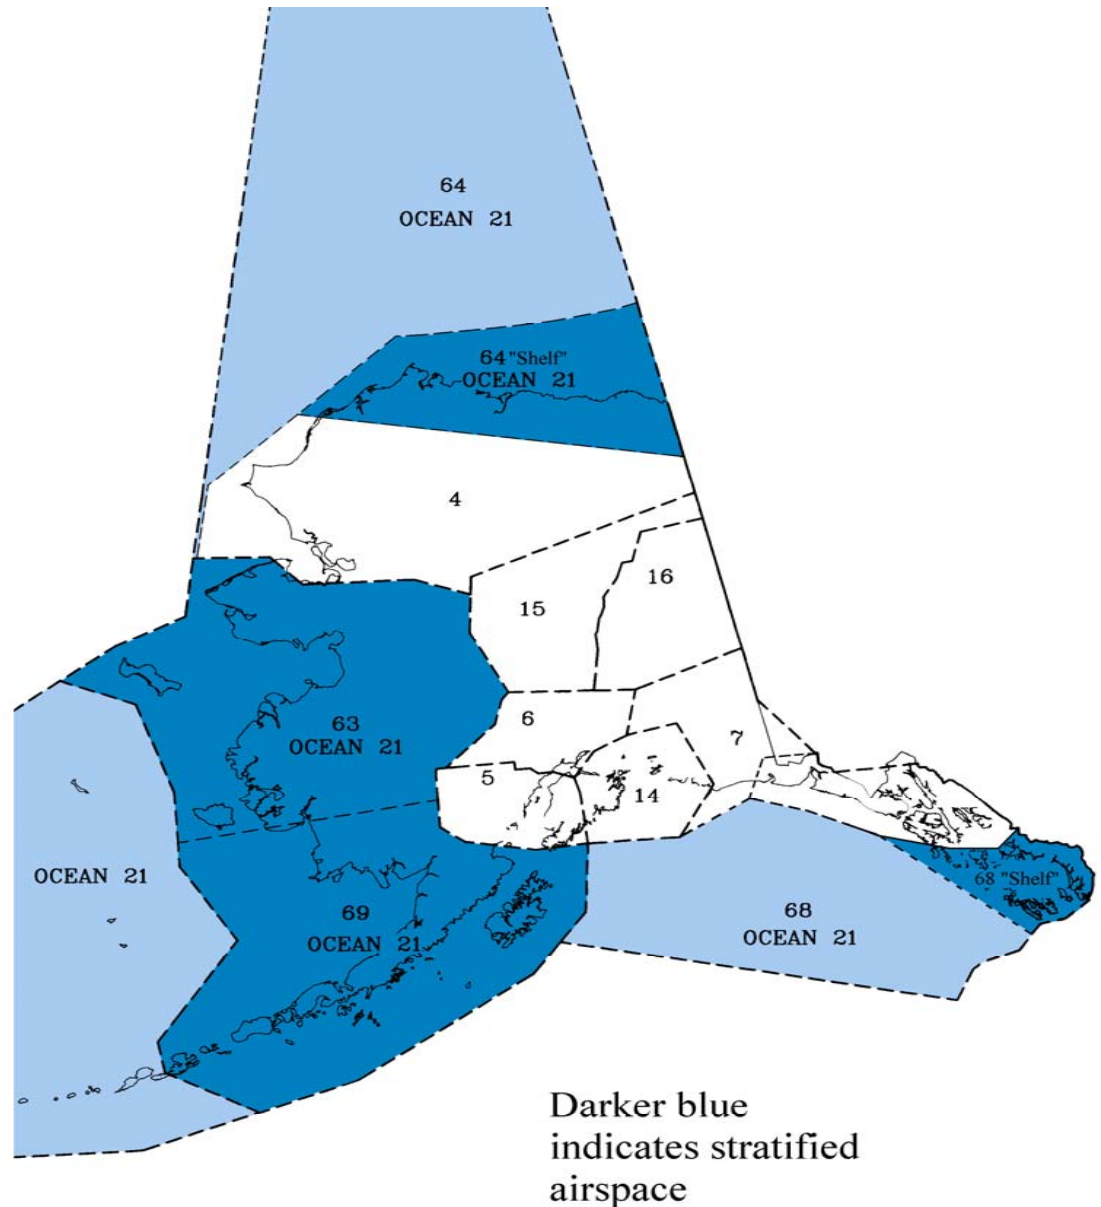 64
OCEAN 21
64 "Shelf"
OCEAN 21
4
16
15
6
63
OCEAN 21
7
5
14
OCEAN 21
68 "Shelf"
69
OCEAN 21
68
OCEAN 21
Darker blue
indicates stratified
airspace